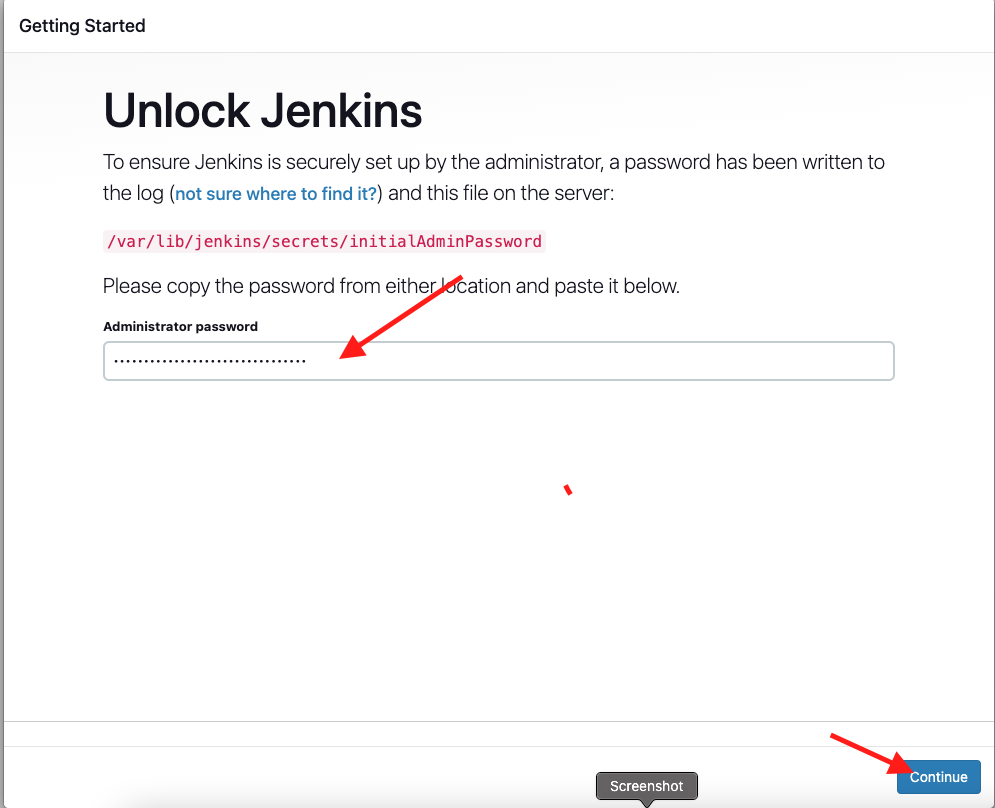 Getting Started
Unlock Jenkins
To ensure Jenkins is securely set up by the administrator, a password has been written to
the log (not sure where to find it?) and this file on the server:
/var/lib/jenkins/secrets/initialAdminPassword
Please copy the password from either location and paste it below.
Administrator password
••••••••••••••••••••••••••••••••
Continue
Screenshot